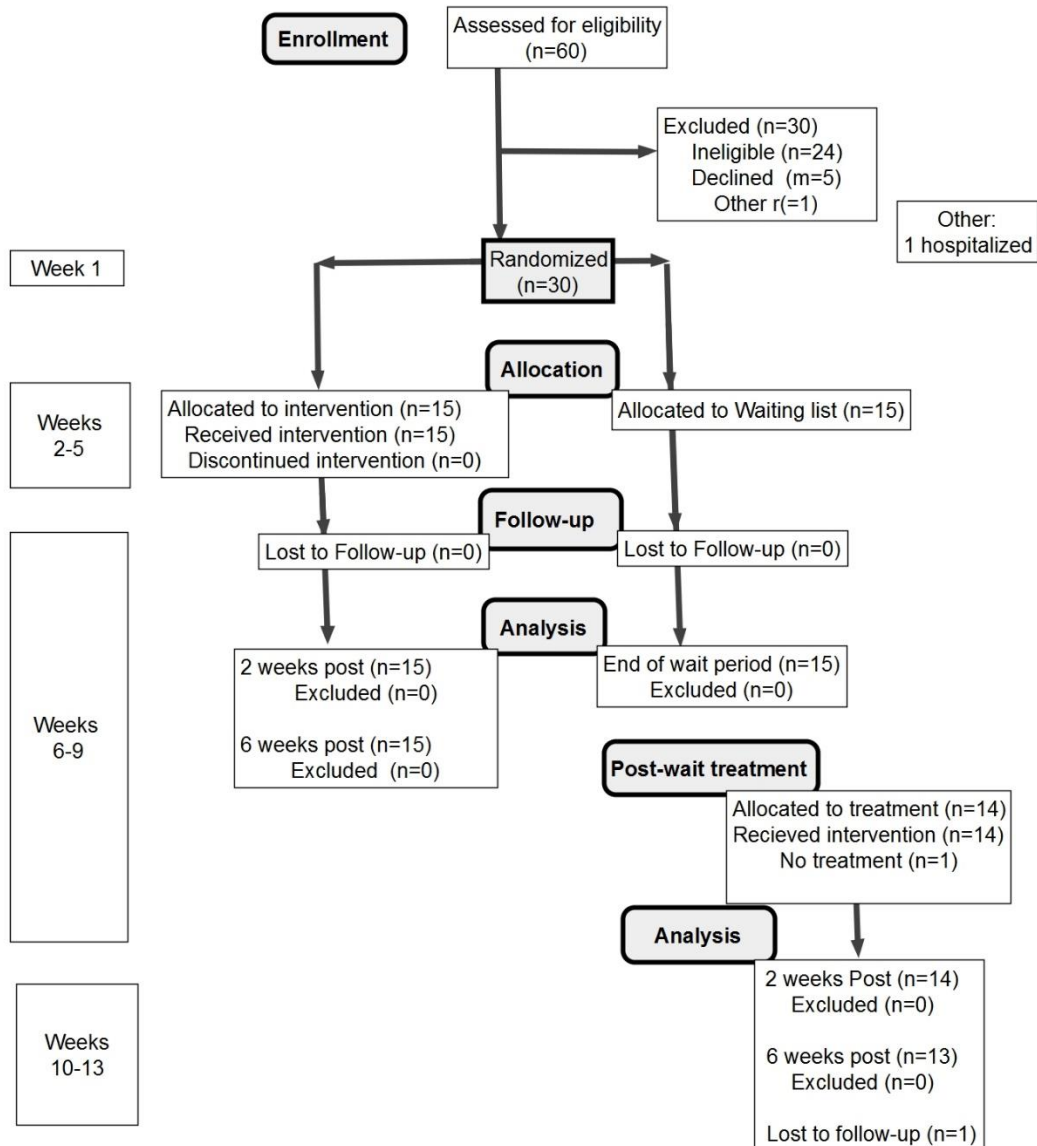 Enrollment
Assessed for eligibility
(n=60)
Excluded (n=30)
Ineligible (n=24)
Declined (m=5)
Other r(=1)
Other:
1 hospitalized
Week 1
Randomized
(n=30)
Allocation
Weeks
2-5
Allocated to intervention (n=15)
Received intervention (n=15)
Discontinued intervention (n=0)
Allocated to Waiting list (n=15)
Follow-up
Lost to Follow-up (n=0)
Lost to Follow-up (n=0)
Analysis
Weeks
6-9
2 weeks post (n=15)
Excluded (n=0)
6 weeks post (n=15)
Excluded (n=0)
End of wait period (n=15)
Excluded (n=0)
Post-wait treatment
Allocated to treatment (n=14)
Recieved intervention (n=14)
No treatment (n=1)
Analysis
Weeks
10-13
2 weeks Post (n=14)
Excluded (n=0)
6 weeks post (n=13)
Excluded (n=0)
Lost to follow-up (n=1)